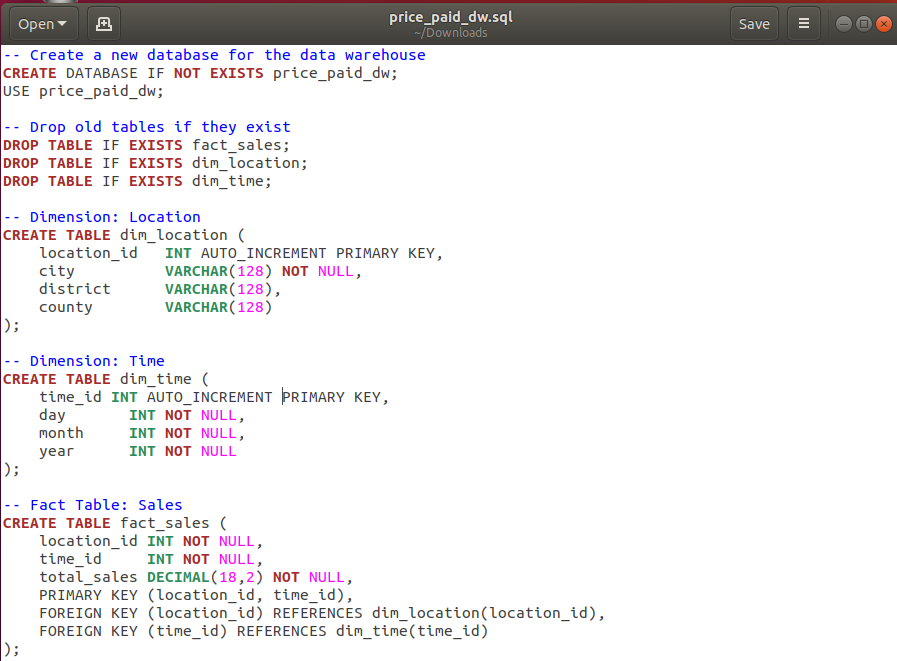 Open
price_paid_dw.sql
~/Downloads
Save
-- Create a new database for the data warehouse
CREATE DATABASE IF NOT EXISTS price_paid_dw;
USE price_paid_dw;
-- Drop old tables if they exist
DROP TABLE IF EXISTS fact_sales;
DROP TABLE IF EXISTS dim_location;
DROP TABLE IF EXISTS dim_time;
-- Dimension: Location
CREATE TABLE dim_location (
    location_id   INT AUTO_INCREMENT PRIMARY KEY,
    city          VARCHAR(128) NOT NULL,
    district      VARCHAR(128),
    county        VARCHAR(128)
);
-- Dimension: Time
CREATE TABLE dim_time (
    time_id INT AUTO_INCREMENT PRIMARY KEY,
    day       INT NOT NULL,
    month     INT NOT NULL,
    year      INT NOT NULL
);
-- Fact Table: Sales
CREATE TABLE fact_sales (
    location_id INT NOT NULL,
    time_id     INT NOT NULL,
    total_sales DECIMAL(18,2) NOT NULL,
    PRIMARY KEY (location_id, time_id),
    FOREIGN KEY (location_id) REFERENCES dim_location(location_id),
    FOREIGN KEY (time_id) REFERENCES dim_time(time_id)
);